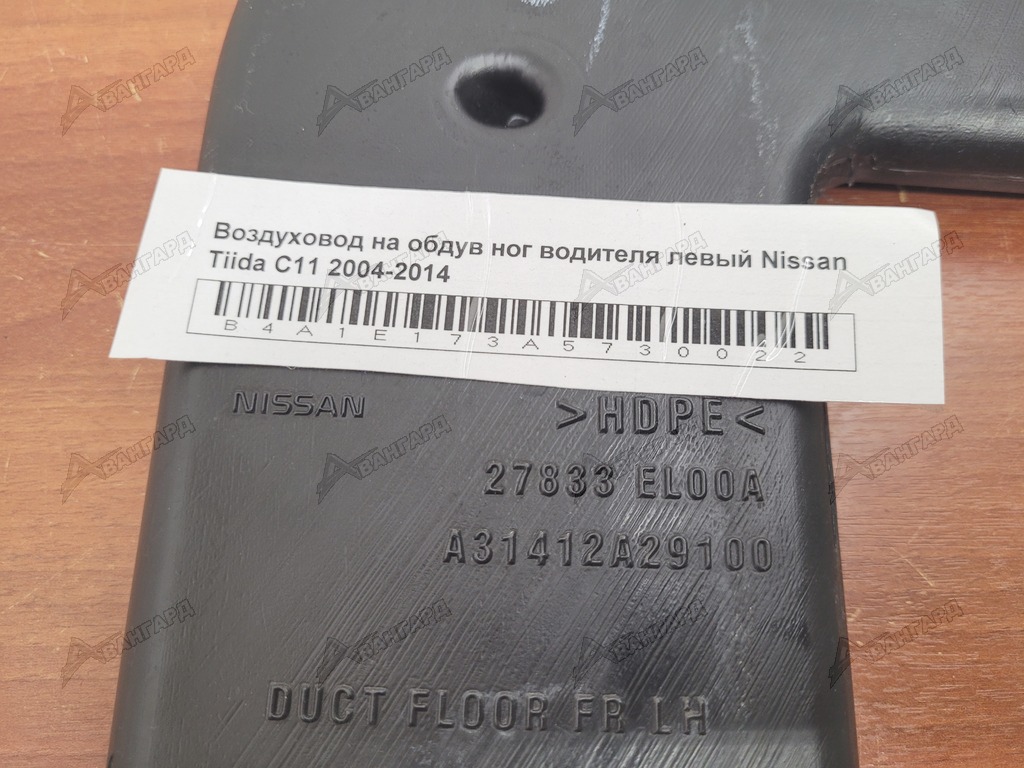 Воздуховод на обдув ног водителя левый Nissan
Tiida C11 2004-2014
B4A1E173A5730022
NISSAN
>HDPE<
27833 EL00A
A31412A29100
DUCT FLOOR FR LH
АВАНГАРД